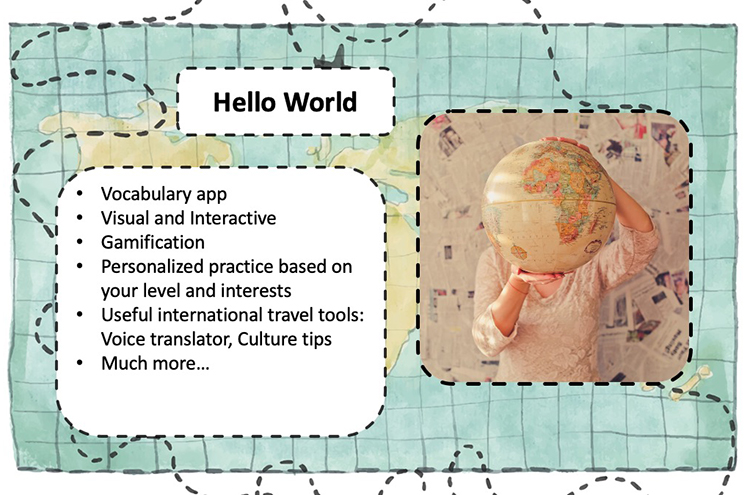 Hello World
• Vocabulary app
• Visual and Interactive
• Gamification
• Personalized practice based on
your level and interests
• Useful international travel tools:
Voice translator, Culture tips
• Much more...